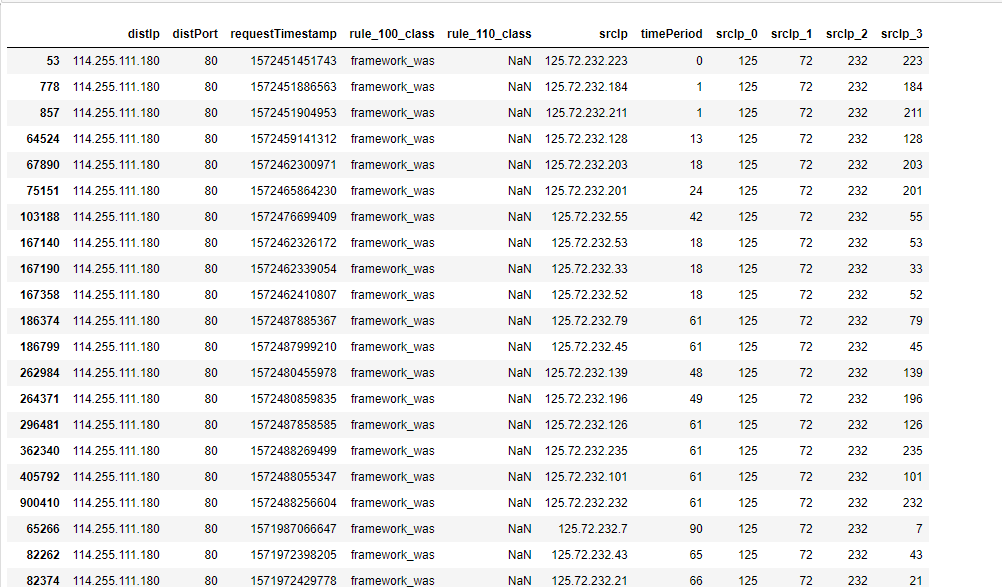 distIp distPort requestTimestamp rule_100_class rule_110_class srcIp timePeriod srcIp_0 srcIp_1 srcIp_2 srcIp_3
53 114.255.111.180 80 1572451451743 framework_was NaN 125.72.232.223 0 125 72 232 223
778 114.255.111.180 80 1572451886563 framework_was NaN 125.72.232.184 1 125 72 232 184
857 114.255.111.180 80 1572451904953 framework_was NaN 125.72.232.211 1 125 72 232 211
64524 114.255.111.180 80 1572459141312 framework_was NaN 125.72.232.128 13 125 72 232 128
67890 114.255.111.180 80 1572462300971 framework_was NaN 125.72.232.203 18 125 72 232 203
75151 114.255.111.180 80 1572465864230 framework_was NaN 125.72.232.201 24 125 72 232 201
103188 114.255.111.180 80 1572476699409 framework_was NaN 125.72.232.55 42 125 72 232 55
167140 114.255.111.180 80 1572462326172 framework_was NaN 125.72.232.53 18 125 72 232 53
167190 114.255.111.180 80 1572462339054 framework_was NaN 125.72.232.33 18 125 72 232 33
167358 114.255.111.180 80 1572462410807 framework_was NaN 125.72.232.52 18 125 72 232 52
186374 114.255.111.180 80 1572487885367 framework_was NaN 125.72.232.79 61 125 72 232 79
186799 114.255.111.180 80 1572487999210 framework_was NaN 125.72.232.45 61 125 72 232 45
262984 114.255.111.180 80 1572480455978 framework_was NaN 125.72.232.139 48 125 72 232 139
264371 114.255.111.180 80 1572480859835 framework_was NaN 125.72.232.196 49 125 72 232 196
296481 114.255.111.180 80 1572487858585 framework_was NaN 125.72.232.126 61 125 72 232 126
362340 114.255.111.180 80 1572488269499 framework_was NaN 125.72.232.235 61 125 72 232 235
405792 114.255.111.180 80 1572488055347 framework_was NaN 125.72.232.101 61 125 72 232 101
900410 114.255.111.180 80 1572488256604 framework_was NaN 125.72.232.232 61 125 72 232 232
65266 114.255.111.180 80 1571987066647 framework_was NaN 125.72.232.7 90 125 72 232 7
82262 114.255.111.180 80 1571972398205 framework_was NaN 125.72.232.43 65 125 72 232 43
82374 114.255.111.180 80 1571972429778 framework_was NaN 125.72.232.21 66 125 72 232 21